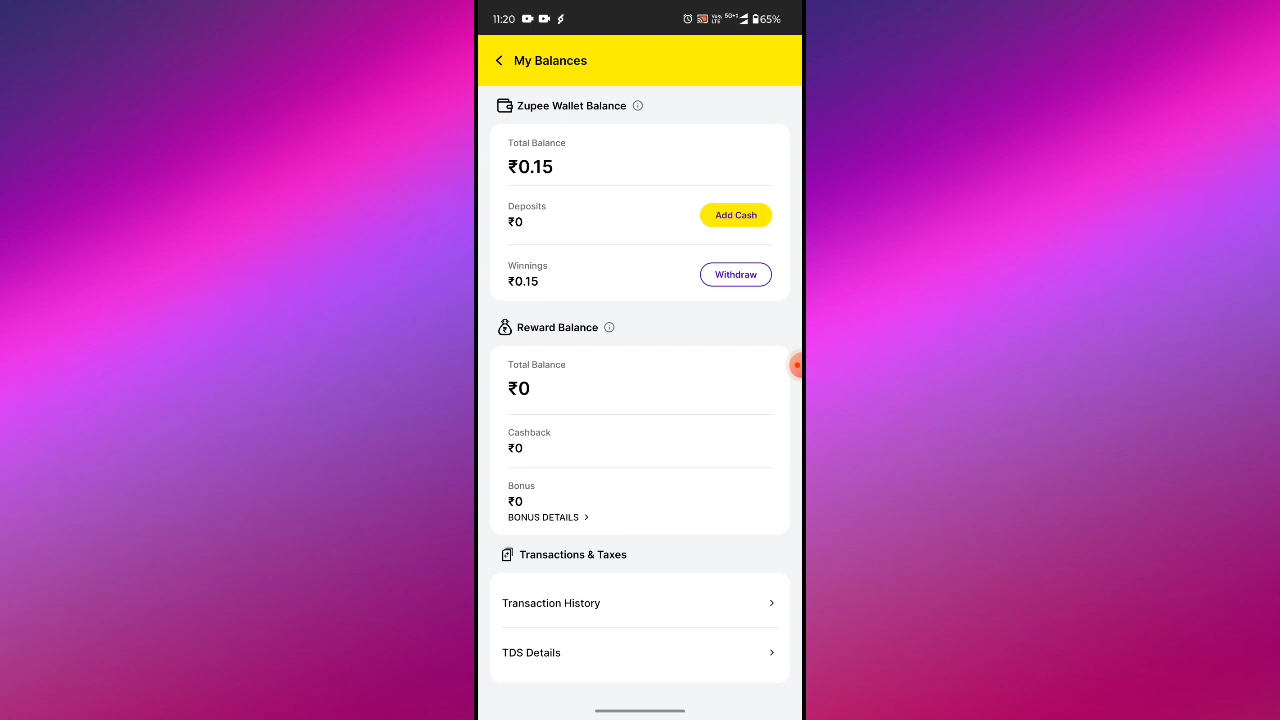 11:20 5G+ 65%
My Balances
Zupee Wallet Balance
Total Balance
₹0.15
Deposits
₹0
Add Cash
Winnings
₹0.15
Withdraw
Reward Balance
Total Balance
₹0
Cashback
₹0
Bonus
₹0
BONUS DETAILS
Transactions & Taxes
Transaction History
TDS Details